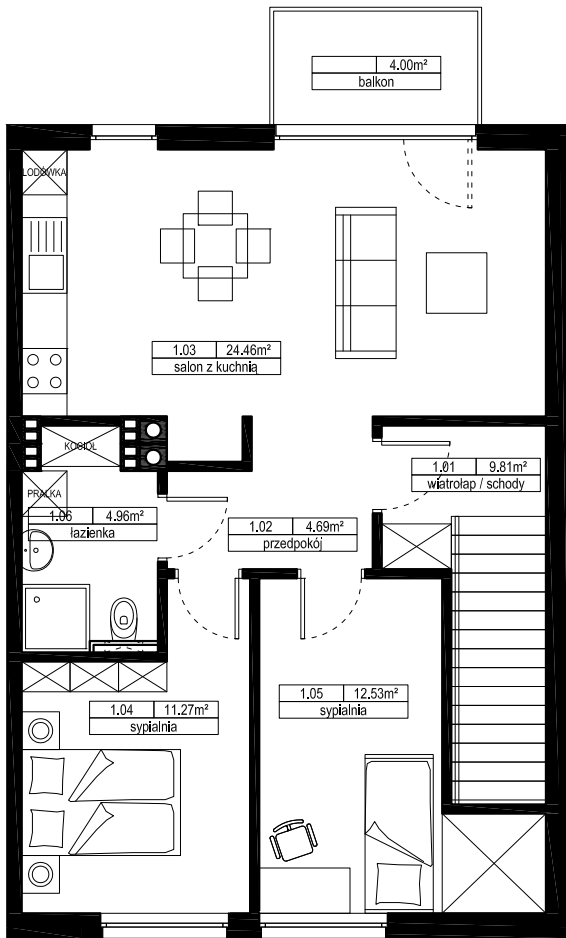 4.00m²
balkon
LODÓWKA
1.03 24.46m²
salon z kuchnią
KOCIOŁ
1.01 9.81m²
wiatrołap / schody
PRALKA
1.06 4.96m²
łazienka
1.02 4.69m²
przedpokój
1.04 11.27m²
sypialnia
1.05 12.53m²
sypialnia